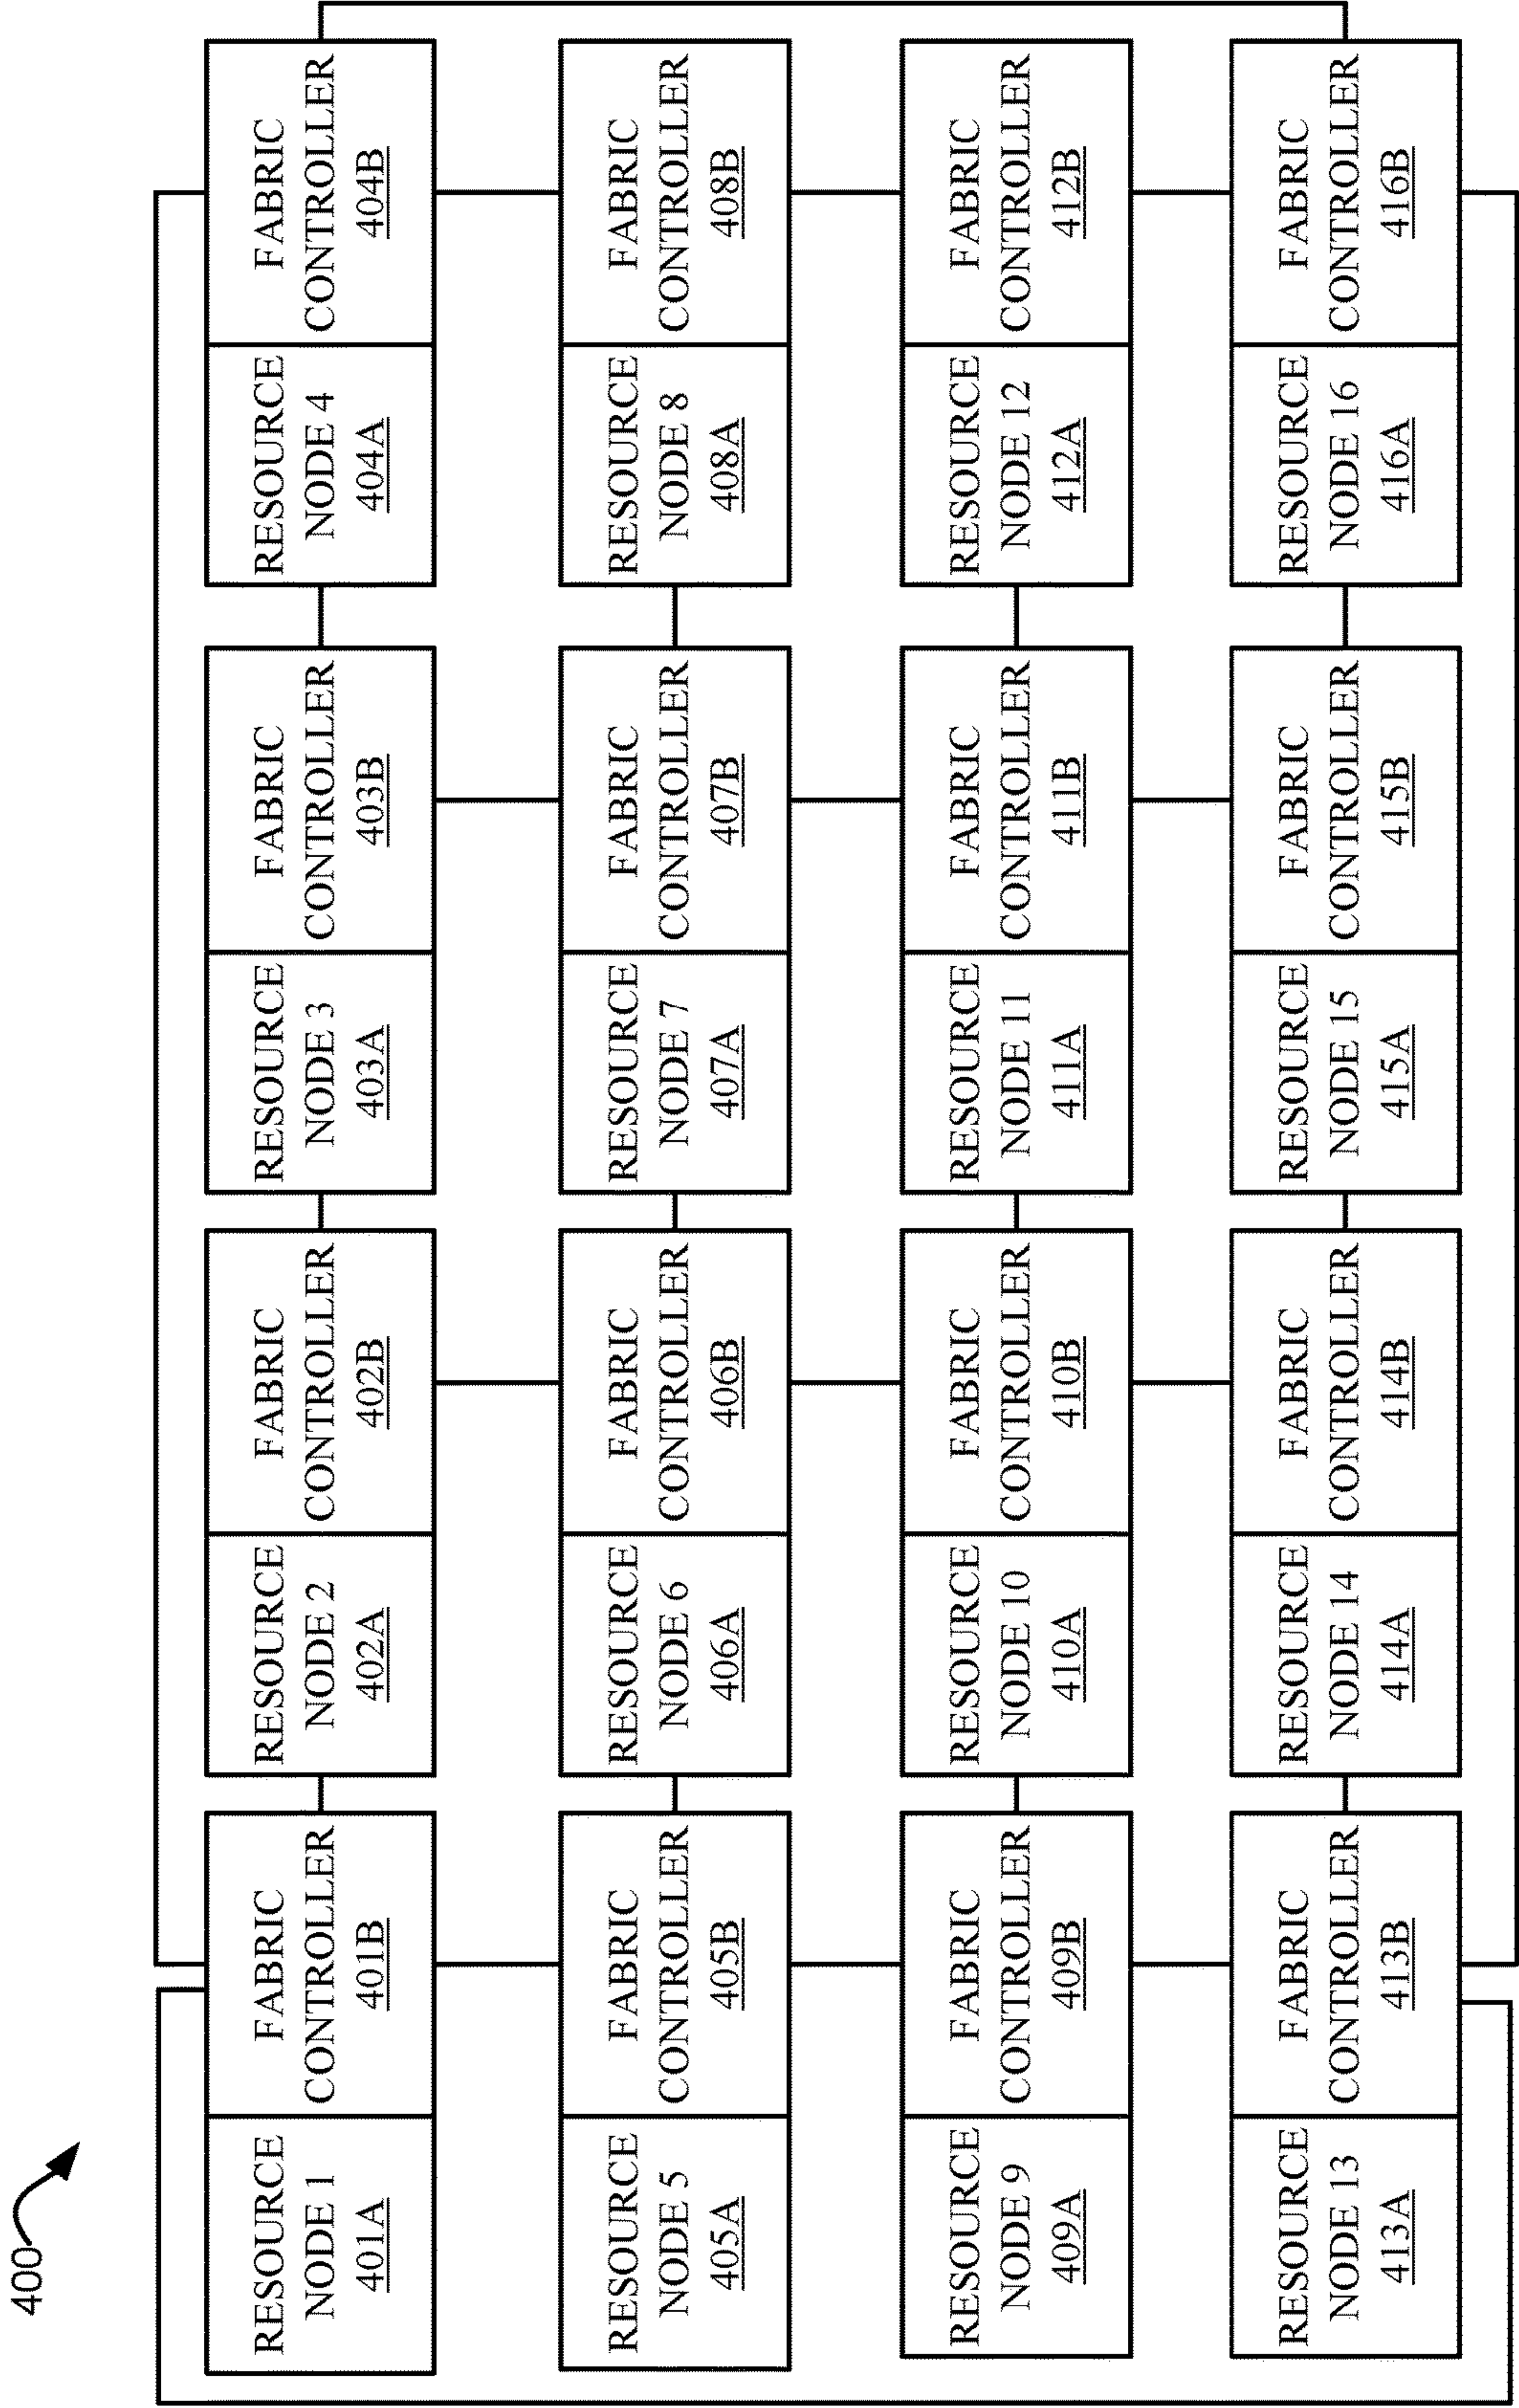 400
RESOURCE
NODE 1
401A
FABRIC
CONTROLLER
401B
RESOURCE
NODE 2
402A
FABRIC
CONTROLLER
402B
RESOURCE
NODE 3
403A
FABRIC
CONTROLLER
403B
RESOURCE
NODE 4
404A
FABRIC
CONTROLLER
404B
RESOURCE
NODE 5
405A
FABRIC
CONTROLLER
405B
RESOURCE
NODE 6
406A
FABRIC
CONTROLLER
406B
RESOURCE
NODE 7
407A
FABRIC
CONTROLLER
407B
RESOURCE
NODE 8
408A
FABRIC
CONTROLLER
408B
RESOURCE
NODE 9
409A
FABRIC
CONTROLLER
409B
RESOURCE
NODE 10
410A
FABRIC
CONTROLLER
410B
RESOURCE
NODE 11
411A
FABRIC
CONTROLLER
411B
RESOURCE
NODE 12
412A
FABRIC
CONTROLLER
412B
RESOURCE
NODE 13
413A
FABRIC
CONTROLLER
413B
RESOURCE
NODE 14
414A
FABRIC
CONTROLLER
414B
RESOURCE
NODE 15
415A
FABRIC
CONTROLLER
415B
RESOURCE
NODE 16
416A
FABRIC
CONTROLLER
416B